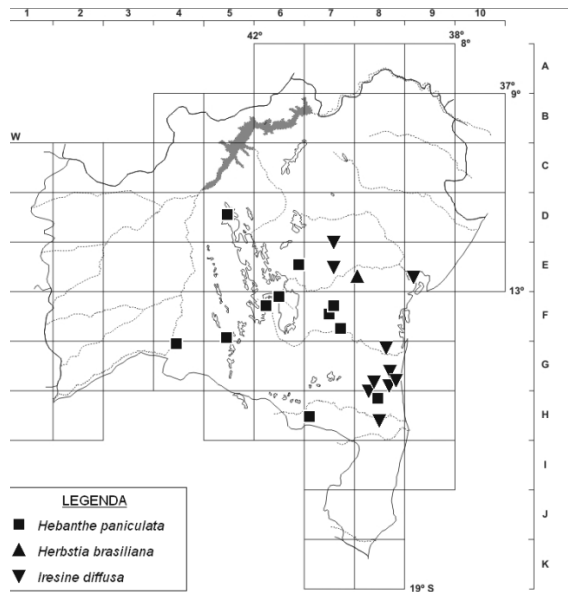 1 2 3 4 5 6 7 8 9 10
42° 38°
8°
A
37°
9°
B
W
C
D
E
13°
F
G
H
I
LEGENDA
J
Hebanthe paniculata
Herbstia brasiliana
K
Iresine diffusa
19° S